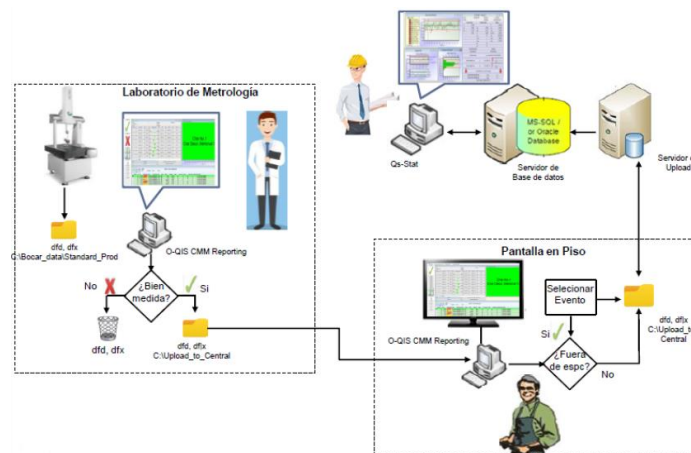 Laboratorio de Metrología
dfd, dfx
C:\Bocar_data\Standard_Prod
O-QIS CMM Reporting
¿Bien
medida?
No
Si
dfd, dfx
dfd, dfx
C:\Upload_to_Central
Qs-Stat
MS-SQL /
or Oracle
Database
Servidor de
Base de datos
Servidor de
Upload
Pantalla en Piso
O-QIS CMM Reporting
Selecionar
Evento
Si
¿Fuera
de espc?
No
dfd, dfx
C:\Upload_to
Central